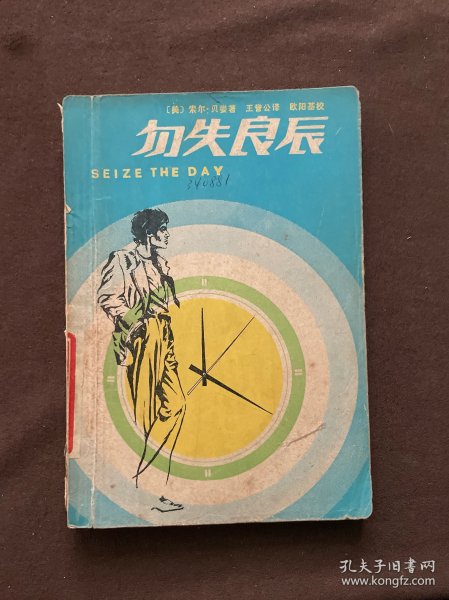 〔美〕索尔·贝娄著 王誉公译 欧阳基校
勿失良辰
SEIZE THE DAY
340881
孔夫子旧书网
www.kongfz.com